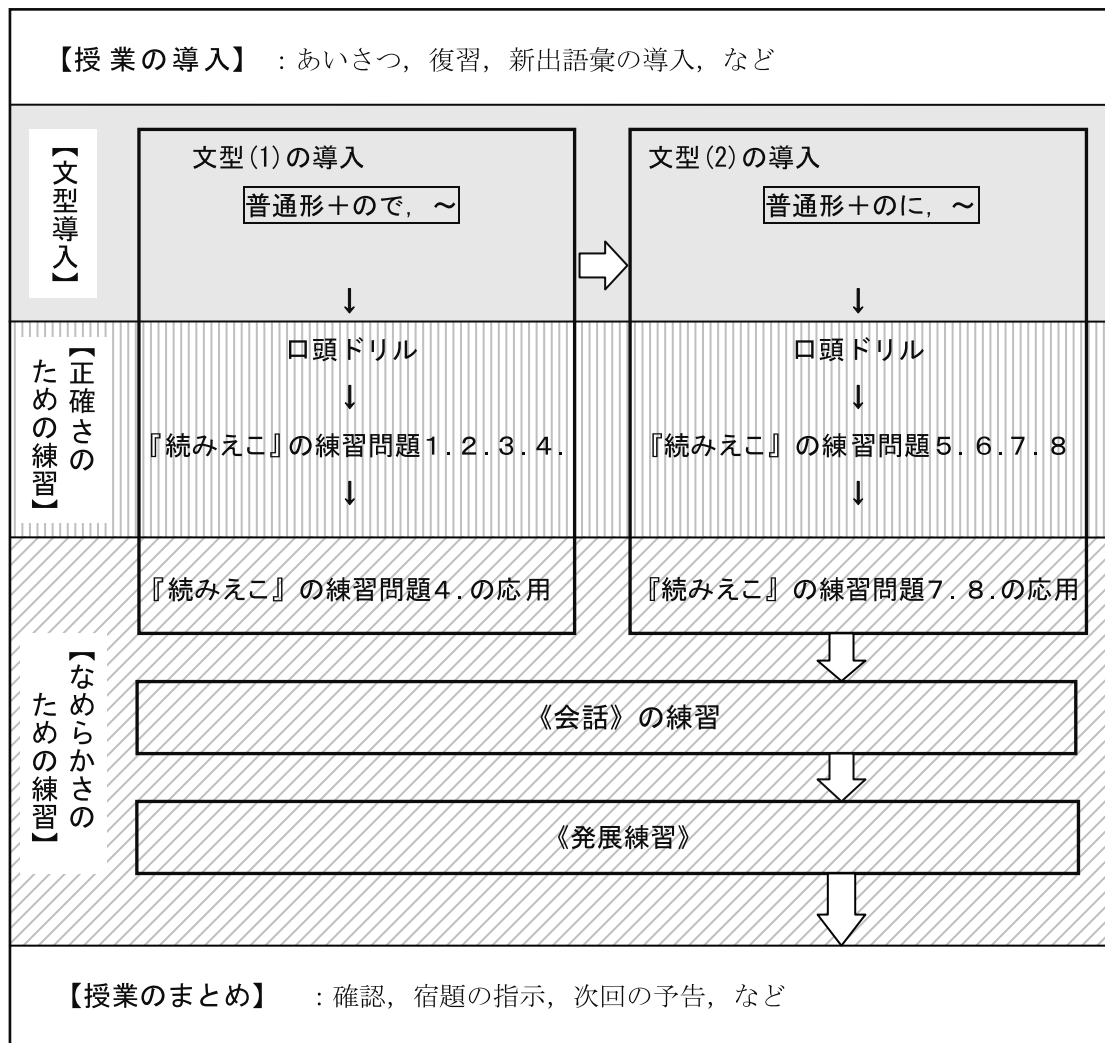 【授業の導入】 : あいさつ, 復習, 新出語彙の導入, など
【文型導入】
文型(1)の導入
普通形+ので, ~
↓
文型(2)の導入
普通形+のに, ~
↓
【正確さの
ための練習】
口頭ドリル
↓
『続みえこ』の練習問題1.2.3.4.
↓
口頭ドリル
↓
『続みえこ』の練習問題5.6.7.8
↓
【なめらかさの
ための練習】
『続みえこ』の練習問題4.の応用
『続みえこ』の練習問題7.8.の応用
《会話》の練習
《発展練習》
【授業のまとめ】 : 確認, 宿題の指示, 次回の予告, など